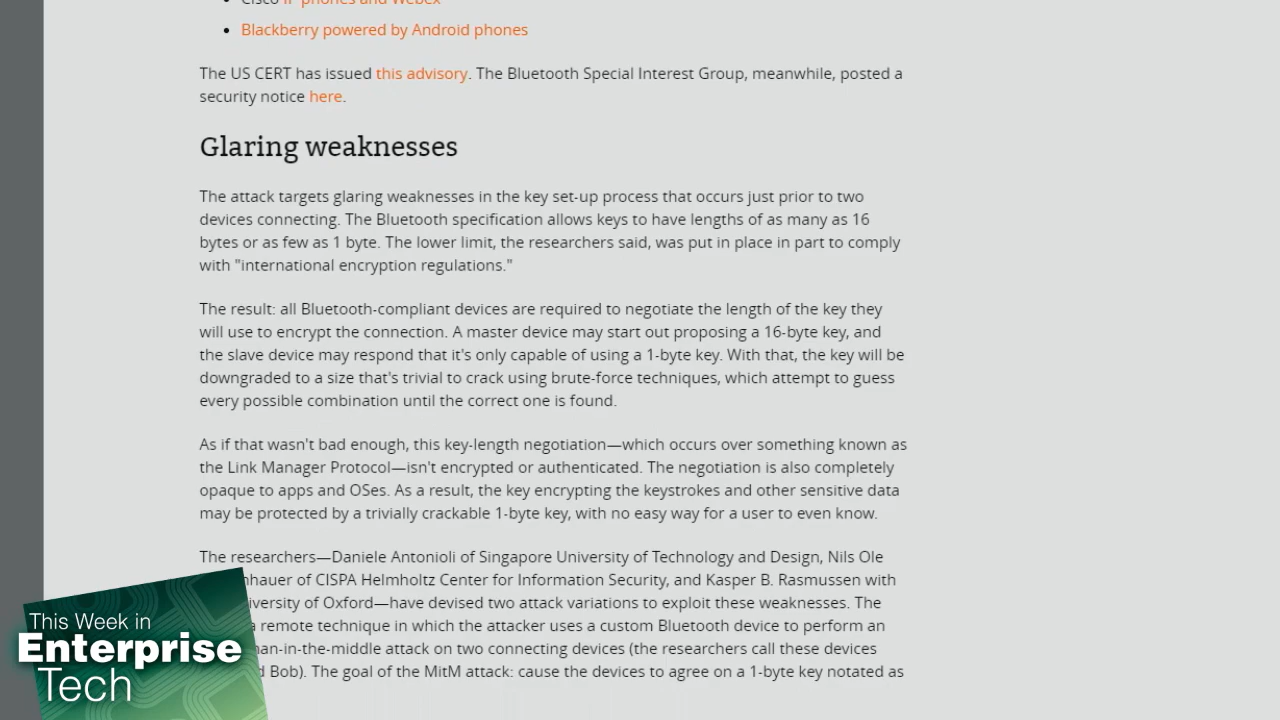 Cisco IP phones and Webex
Blackberry powered by Android phones
The US CERT has issued this advisory. The Bluetooth Special Interest Group, meanwhile, posted a
security notice here.
Glaring weaknesses
The attack targets glaring weaknesses in the key set-up process that occurs just prior to two
devices connecting. The Bluetooth specification allows keys to have lengths of as many as 16
bytes or as few as 1 byte. The lower limit, the researchers said, was put in place in part to comply
with "international encryption regulations."
The result: all Bluetooth-compliant devices are required to negotiate the length of the key they
will use to encrypt the connection. A master device may start out proposing a 16-byte key, and
the slave device may respond that it's only capable of using a 1-byte key. With that, the key will be
downgraded to a size that's trivial to crack using brute-force techniques, which attempt to guess
every possible combination until the correct one is found.
As if that wasn't bad enough, this key-length negotiation—which occurs over something known as
the Link Manager Protocol—isn't encrypted or authenticated. The negotiation is also completely
opaque to apps and OSes. As a result, the key encrypting the keystrokes and other sensitive data
may be protected by a trivially crackable 1-byte key, with no easy way for a user to even know.
The researchers—Daniele Antonioli of Singapore University of Technology and Design, Nils Ole
nhauer of CISPA Helmholtz Center for Information Security, and Kasper B. Rasmussen with
iversity of Oxford—have devised two attack variations to exploit these weaknesses. The
a remote technique in which the attacker uses a custom Bluetooth device to perform an
an-in-the-middle attack on two connecting devices (the researchers call these devices
d Bob). The goal of the MitM attack: cause the devices to agree on a 1-byte key notated as
This Week in
Enterprise
Tech